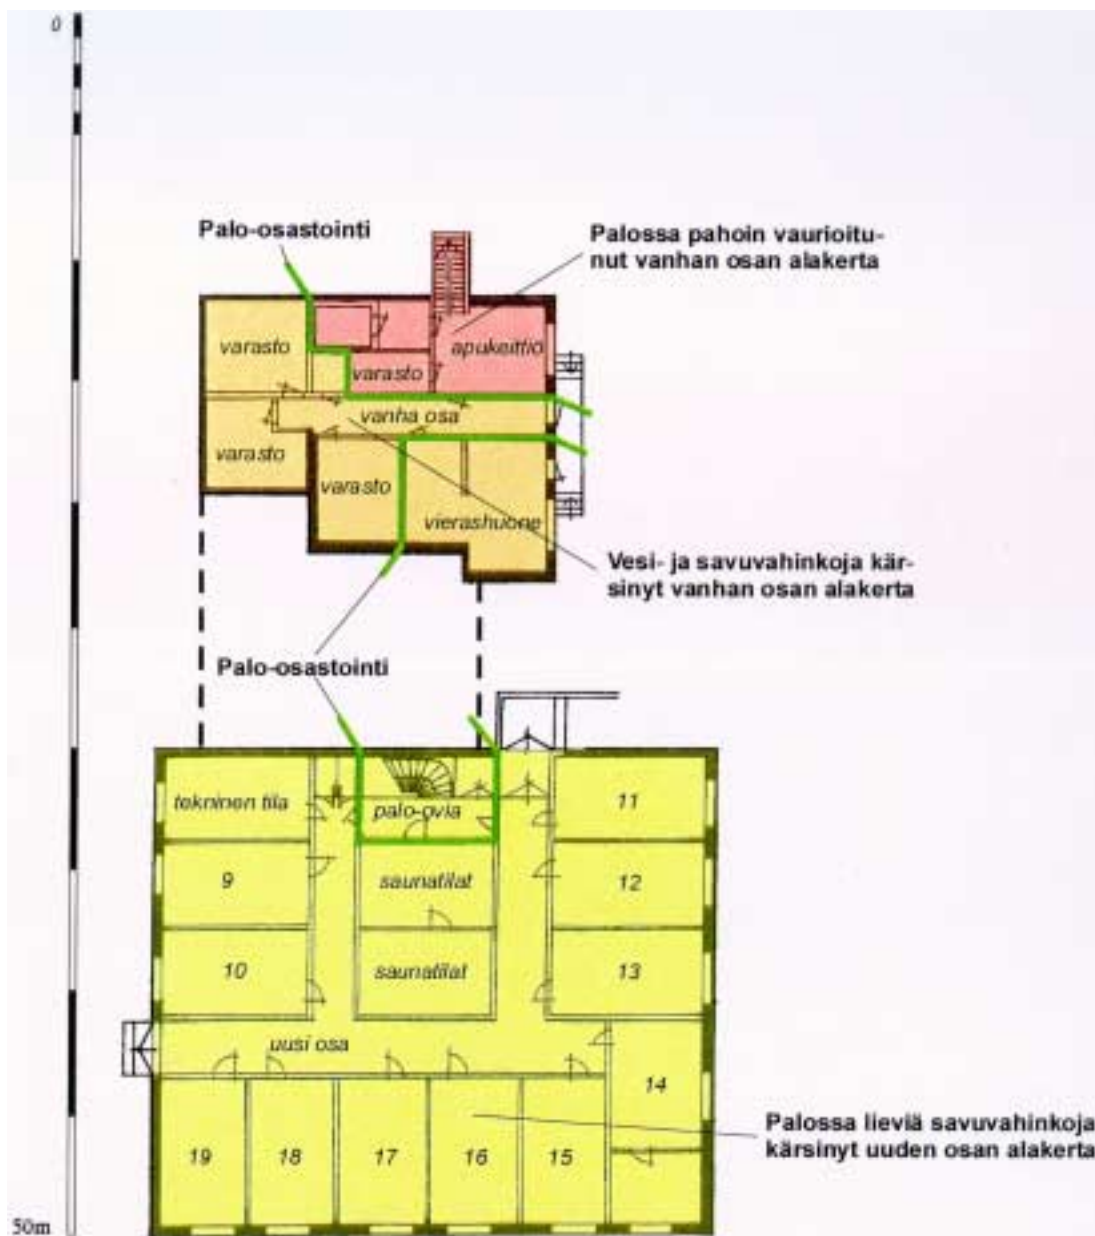 0
Palo-osastointi
Palossa pahoin vaurioitu-
nut vanhan osan alakerta
varasto
apukeittiö
varasto
vanha osa
varasto
varasto
vierashuone
Vesi- ja savuvahinkoja kär-
sinyt vanhan osan alakerta
Palo-osastointi
tekninen tila
palo-ovia
11
9
saunatilat
12
10
saunatilat
13
uusi osa
14
Palossa lieviä savuvahinkoja
kärsinyt uuden osan alakerta
19
18
17
16
15
50m